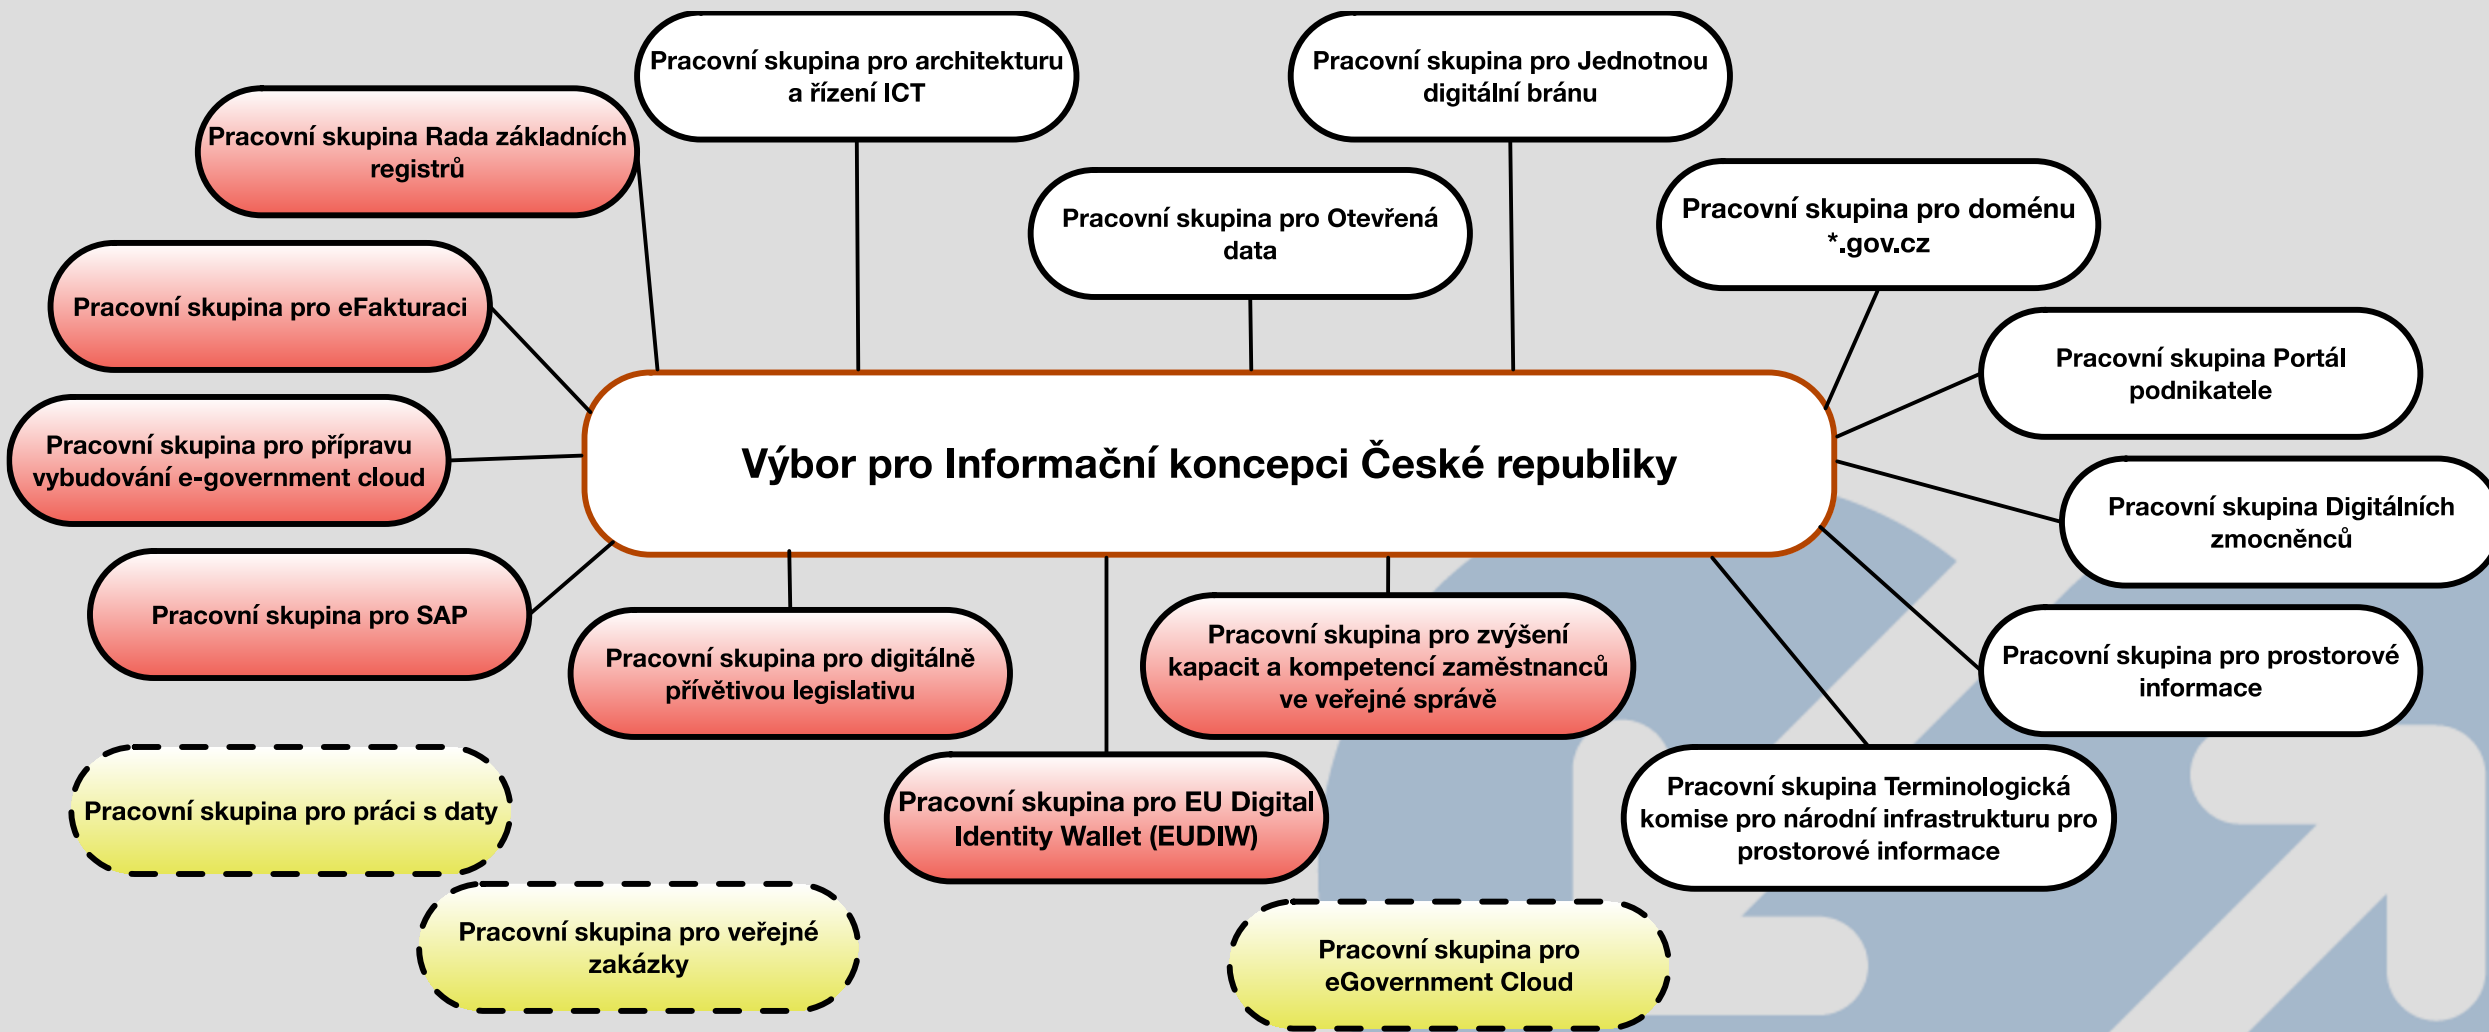 Pracovní skupina pro architekturu
a řízení ICT
Pracovní skupina pro Jednotnou
digitální bránu
Pracovní skupina Rada základních
registrů
Pracovní skupina pro Otevřená
data
Pracovní skupina pro doménu
*.gov.cz
Pracovní skupina pro eFakturaci
Pracovní skupina Portál
podnikatele
Pracovní skupina pro přípravu
vybudování e-government cloud
Výbor pro Informační koncepci České republiky
Pracovní skupina Digitálních
zmocněnců
Pracovní skupina pro SAP
Pracovní skupina pro digitálně
přívětivou legislativu
Pracovní skupina pro zvýšení
kapacit a kompetencí zaměstnanců
ve veřejné správě
Pracovní skupina pro prostorové
informace
Pracovní skupina pro práci s daty
Pracovní skupina pro EU Digital
Identity Wallet (EUDIW)
Pracovní skupina Terminologická
komise pro národní infrastrukturu pro
prostorové informace
Pracovní skupina pro veřejné
zakázky
Pracovní skupina pro
eGovernment Cloud